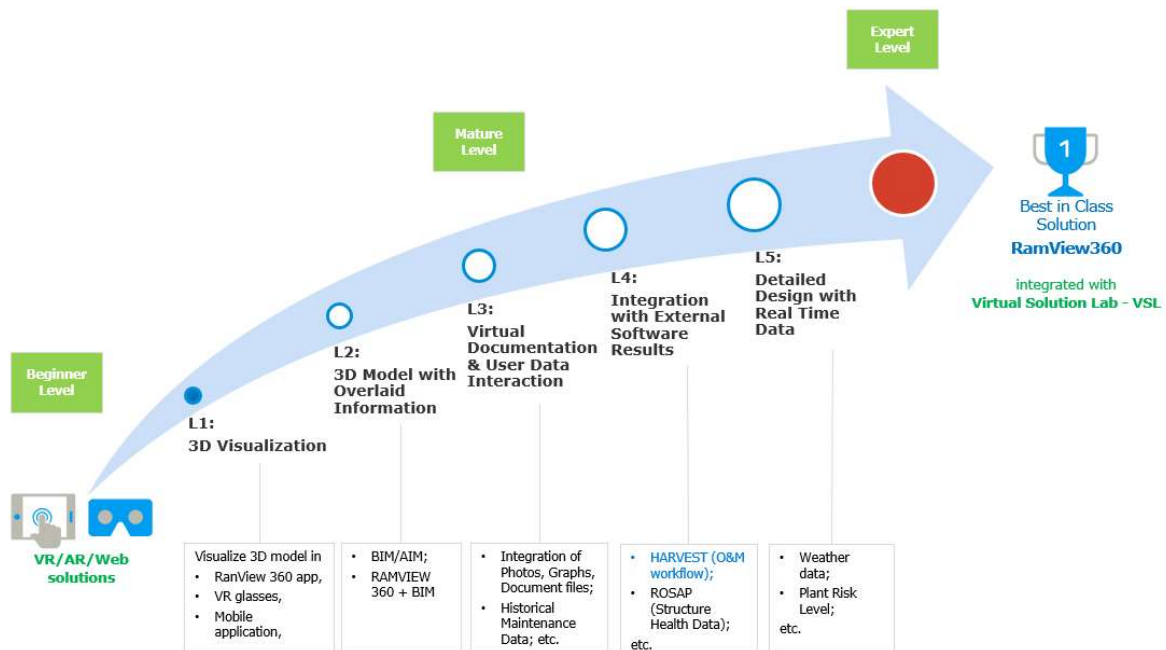 Expert
Level
Mature
Level
1
Best in Class
Solution
RamView360
integrated with
Virtual Solution Lab - VSL
Beginner
Level
L1:
3D Visualization
L2:
3D Model with
Overlaid
Information
L3:
Virtual
Documentation
& User Data
Interaction
L4:
Integration
with External
Software
Results
L5:
Detailed
Design with
Real Time
Data
VR/AR/Web
solutions
Visualize 3D model in
• RanView 360 app,
• VR glasses,
• Mobile
application,
• BIM/AIM;
• RAMVIEW
360 + BIM
• Integration of
Photos, Graphs,
Document files;
• Historical
Maintenance
Data; etc.
• HARVEST (O&M
workflow);
• ROSAP
(Structure
Health Data);
etc.
• Weather
data;
• Plant Risk
Level;
etc.